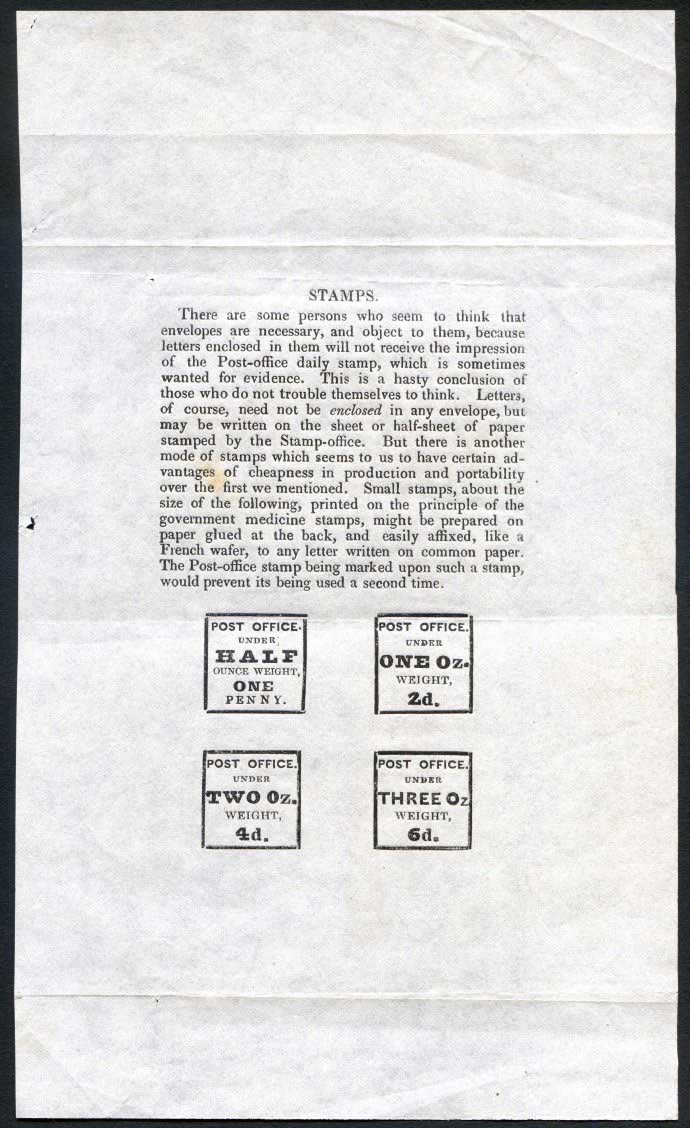 STAMPS.
There are some persons who seem to think that
envelopes are necessary, and object to them, because
letters enclosed in them will not receive the impression
of the Post-office daily stamp, which is sometimes
wanted for evidence. This is a hasty conclusion of
those who do not trouble themselves to think. Letters,
of course, need not be enclosed in any envelope, but
may be written on the sheet or half-sheet of paper
stamped by the Stamp-office. But there is another
mode of stamps which seems to us to have certain ad-
vantages of cheapness in production and portability
over the first we mentioned. Small stamps, about the
size of the following, printed on the principle of the
government medicine stamps, might be prepared on
paper glued at the back, and easily affixed, like a
French wafer, to any letter written on common paper.
The Post-office stamp being marked upon such a stamp,
would prevent its being used a second time.
POST OFFICE.
UNDER
HALF
OUNCE WEIGHT,
ONE
PENNY.
POST OFFICE.
UNDER
ONE Oz.
WEIGHT,
2d.
POST OFFICE.
UNDER
TWO Oz.
WEIGHT,
4d.
POST OFFICE.
UNDER
THREE Oz
WEIGHT,
6d.